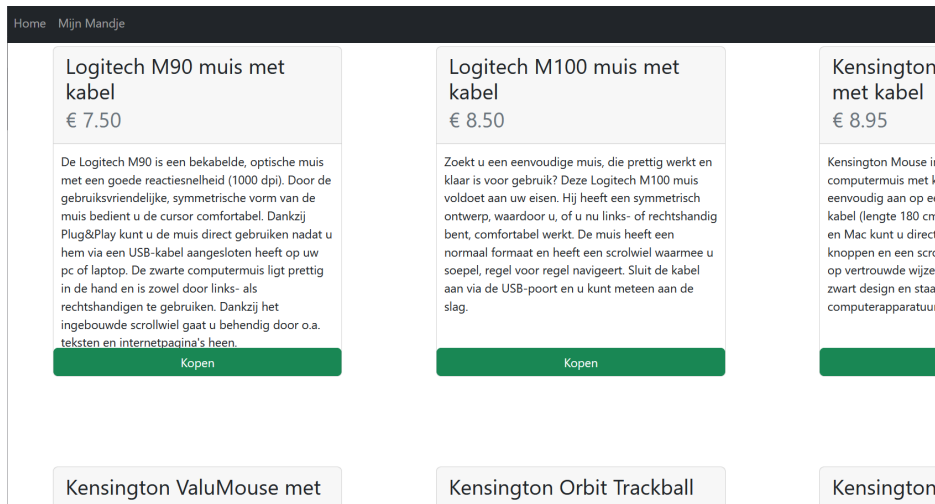 Home Mijn Mandje
Logitech M90 muis met
kabel
€ 7.50
De Logitech M90 is een bekabelde, optische muis
met een goede reactiesnelheid (1000 dpi). Door de
gebruiksvriendelijke, symmetrische vorm van de
muis bedient u de cursor comfortabel. Dankzij
Plug&Play kunt u de muis direct gebruiken nadat u
hem via een USB-kabel aangesloten heeft op uw
pc of laptop. De zwarte computermuis ligt prettig
in de hand en is zowel door links- als
rechtshandigen te gebruiken. Dankzij het
ingebouwde scrollwiel gaat u behendig door o.a.
teksten en internetpagina's heen.
Kopen
Logitech M100 muis met
kabel
€ 8.50
Zoekt u een eenvoudige muis, die prettig werkt en
klaar is voor gebruik? Deze Logitech M100 muis
voldoet aan uw eisen. Hij heeft een symmetrisch
ontwerp, waardoor u, of u nu links- of rechtshandig
bent, comfortabel werkt. De muis heeft een
normaal formaat en heeft een scrolwiel waarmee u
soepel, regel voor regel navigeert. Sluit de kabel
aan via de USB-poort en u kunt meteen aan de
slag.
Kopen
Kensington
met kabel
€ 8.95
Kensington Mouse
computermuis met
eenvoudig aan op
kabel (lengte 180
en Mac kunt u direct
knoppen en een
op vertrouwde wijze
zwart design en
Kensington ValuMouse met
Kensington Orbit Trackball
Kensington